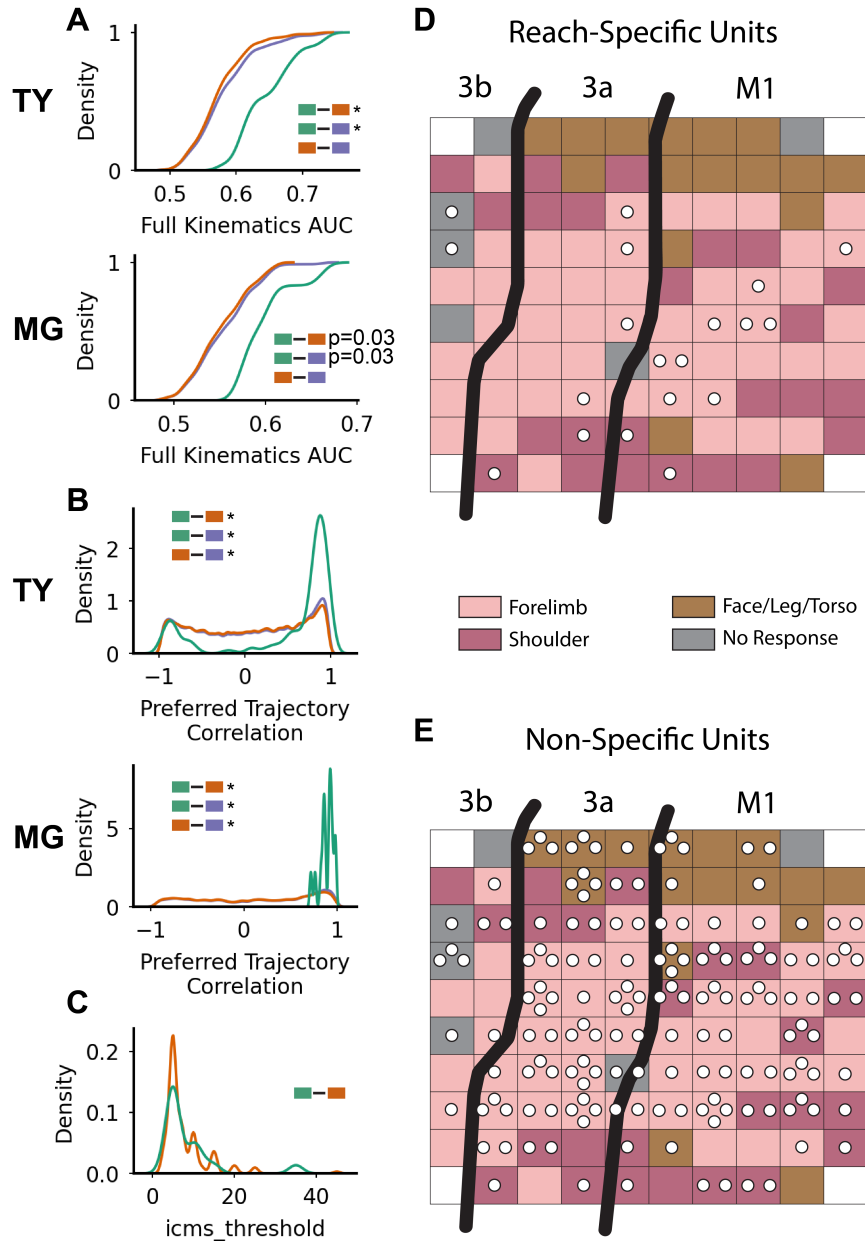 A
TY
Density
1
0
0.5
0.6
0.7
*
*
Full Kinematics AUC
MG
Density
1
0
0.5
0.6
0.7
p=0.03
p=0.03
Full Kinematics AUC
B
TY
Density
2
1
0
−1
0
1
*
*
*
Preferred Trajectory
Correlation
MG
Density
5
0
−1
0
1
*
*
*
Preferred Trajectory
Correlation
C
Density
0.2
0.1
0.0
0
20
40
icms_threshold
D
Reach-Specific Units
3b 3a M1
Forelimb
Shoulder
Face/Leg/Torso
No Response
E
Non-Specific Units
3b 3a M1